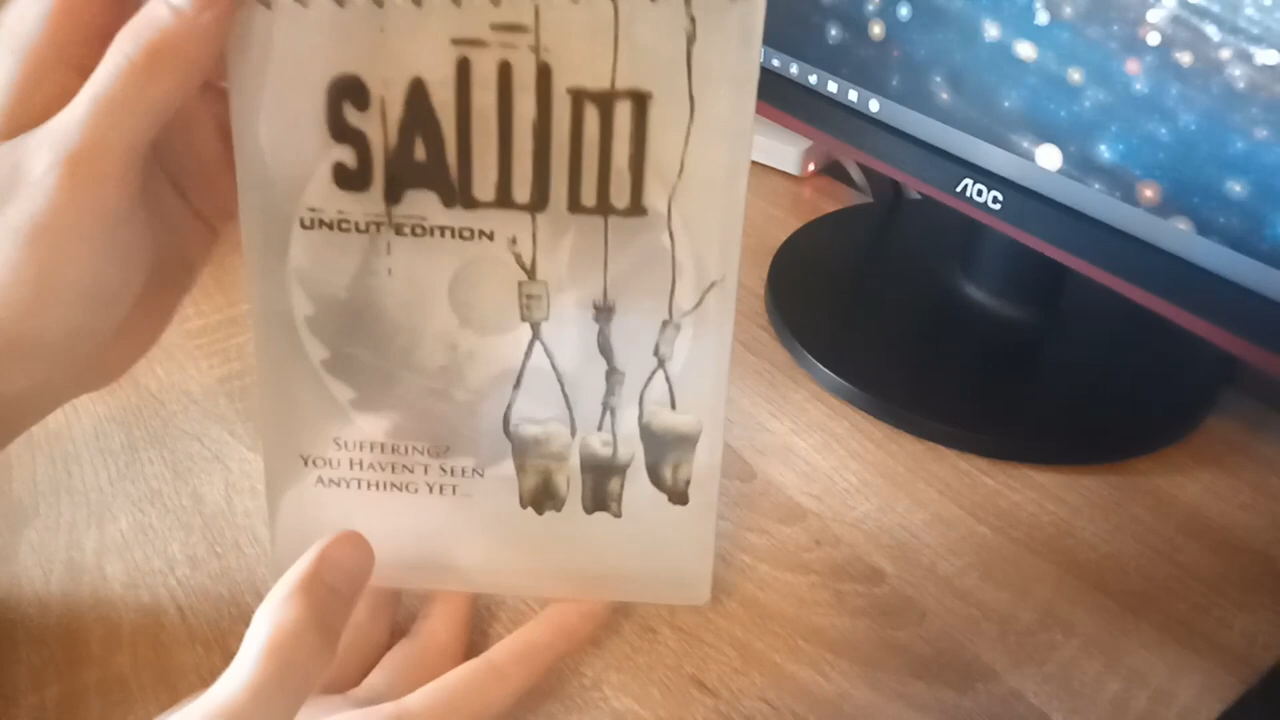 SAW III
UNCUT EDITION
SUFFERING?
YOU HAVEN'T SEEN
ANYTHING YET...
AOC